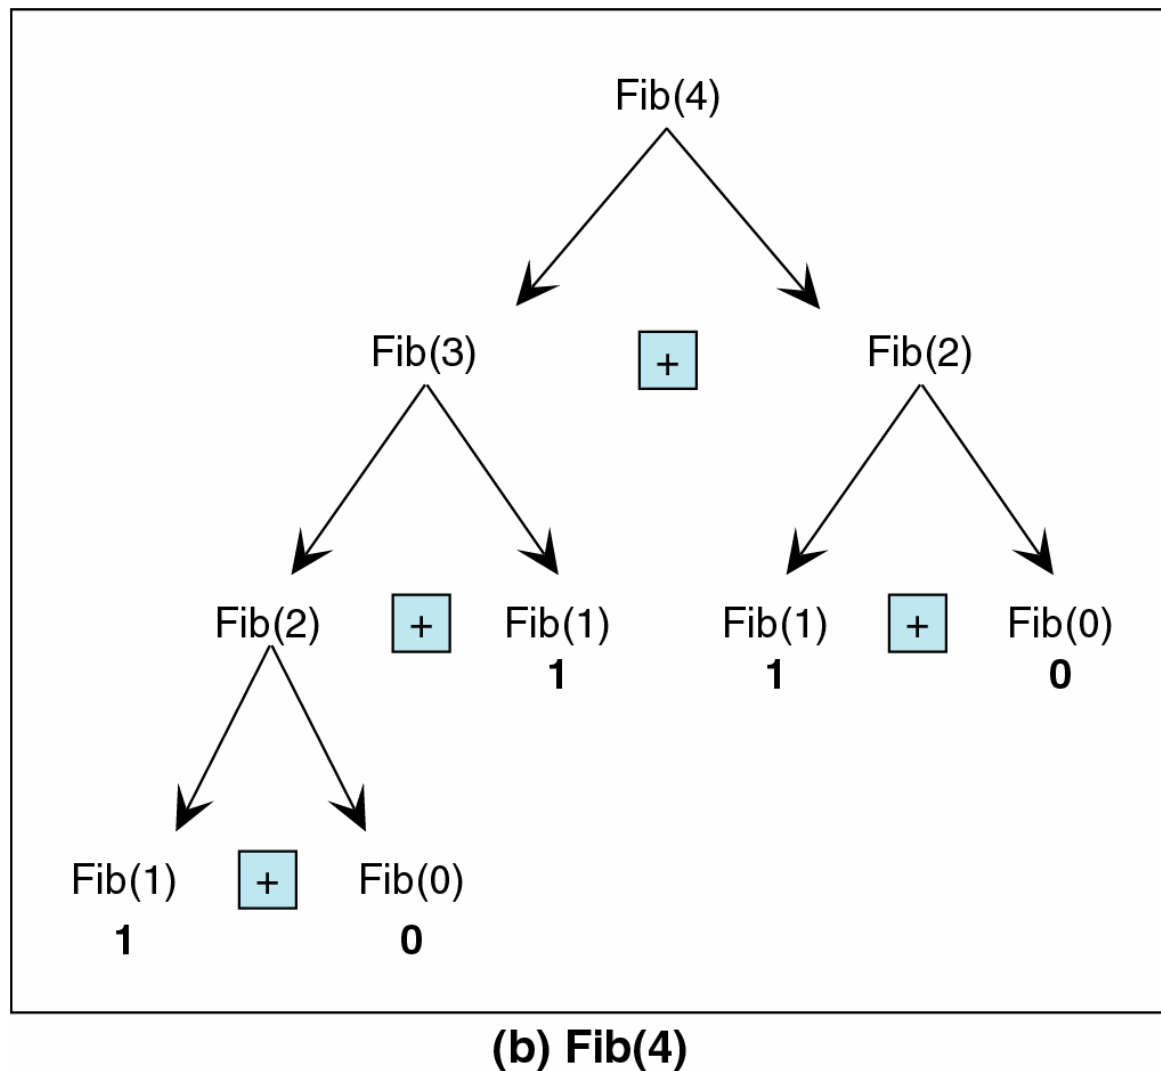 Fib(4)
Fib(3) + Fib(2)
Fib(2) + Fib(1) Fib(1) + Fib(0)
1 1 0
Fib(1) + Fib(0)
1 0
(b) Fib(4)